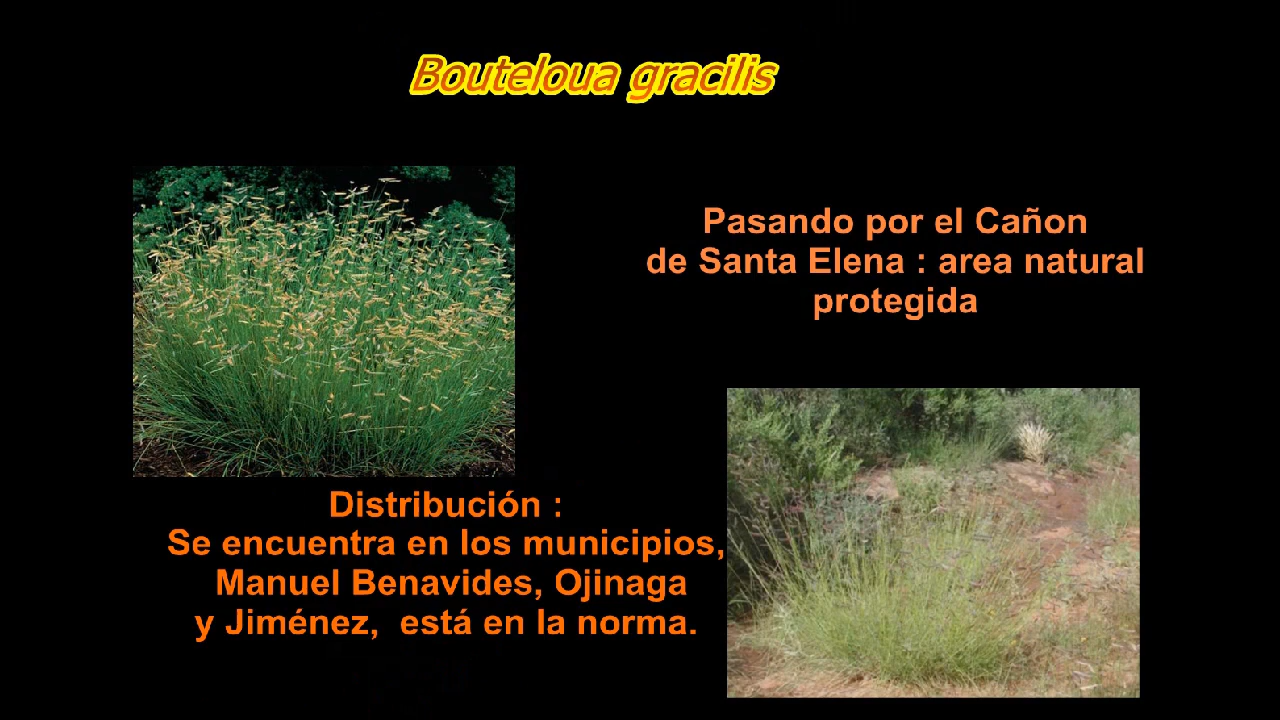 Bouteloua gracilis
Pasando por el Cañon
de Santa Elena : area natural
protegida
Distribución :
Se encuentra en los municipios,
Manuel Benavides, Ojinaga
y Jiménez,  está en la norma.